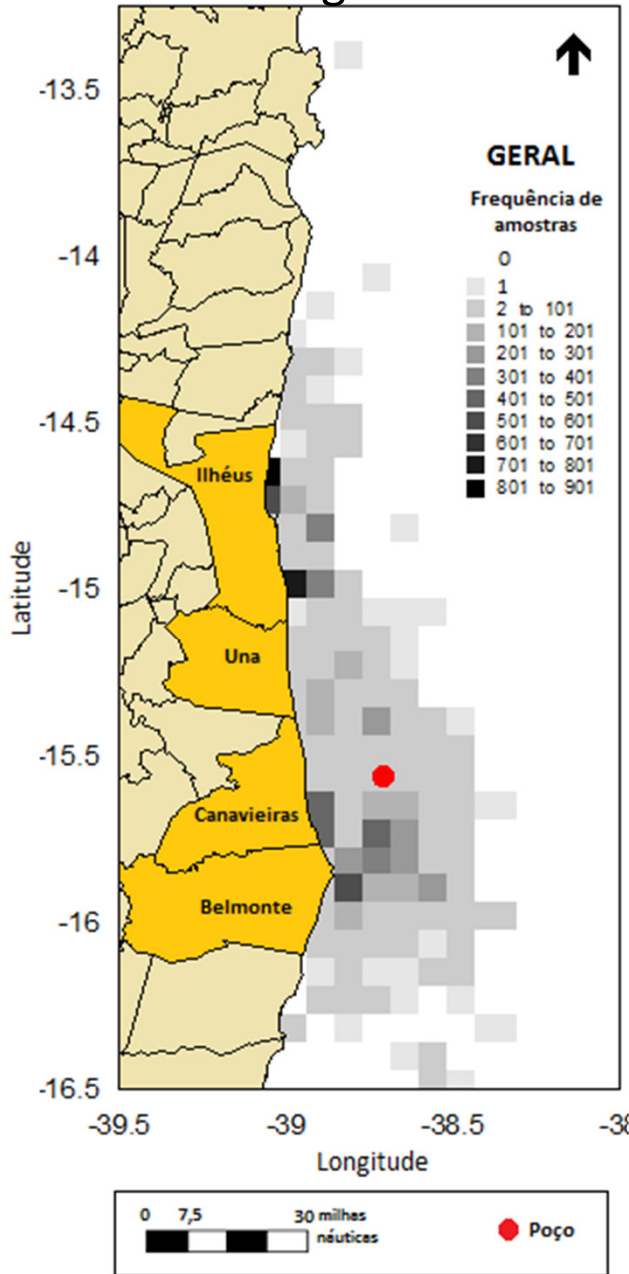 -13.5
-14
-14.5
-15
-15.5
-16
-16.5
Latitude
GERAL
Frequência de
amostras
0
1
2 to 101
101 to 201
201 to 301
301 to 401
401 to 501
501 to 601
601 to 701
701 to 801
801 to 901
Ilhéus
Una
Canavieiras
Belmonte
-39.5 -39 -38.5
Longitude
0 7,5 30 milhas
náuticas
Poço